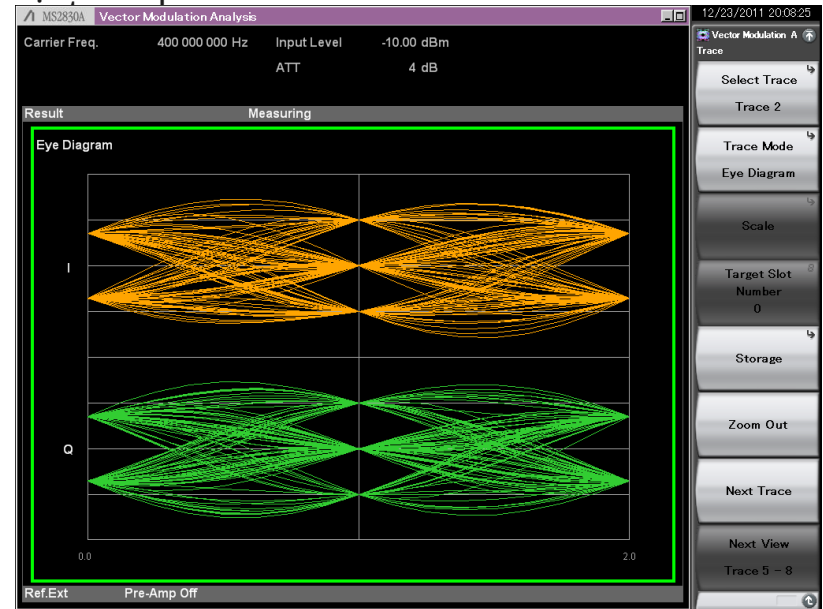 MS2830A Vector Modulation Analysis
12/23/2011 20:08:25
Carrier Freq. 400 000 000 Hz Input Level -10.00 dBm
ATT 4 dB
Result Measuring
Eye Diagram
I
Q
0.0 2.0
Ref.Ext Pre-Amp Off
Vector Modulation A
Trace
Select Trace
Trace 2
Trace Mode
Eye Diagram
Scale
Target Slot
Number
0
Storage
Zoom Out
Next Trace
Next View
Trace 5 - 8